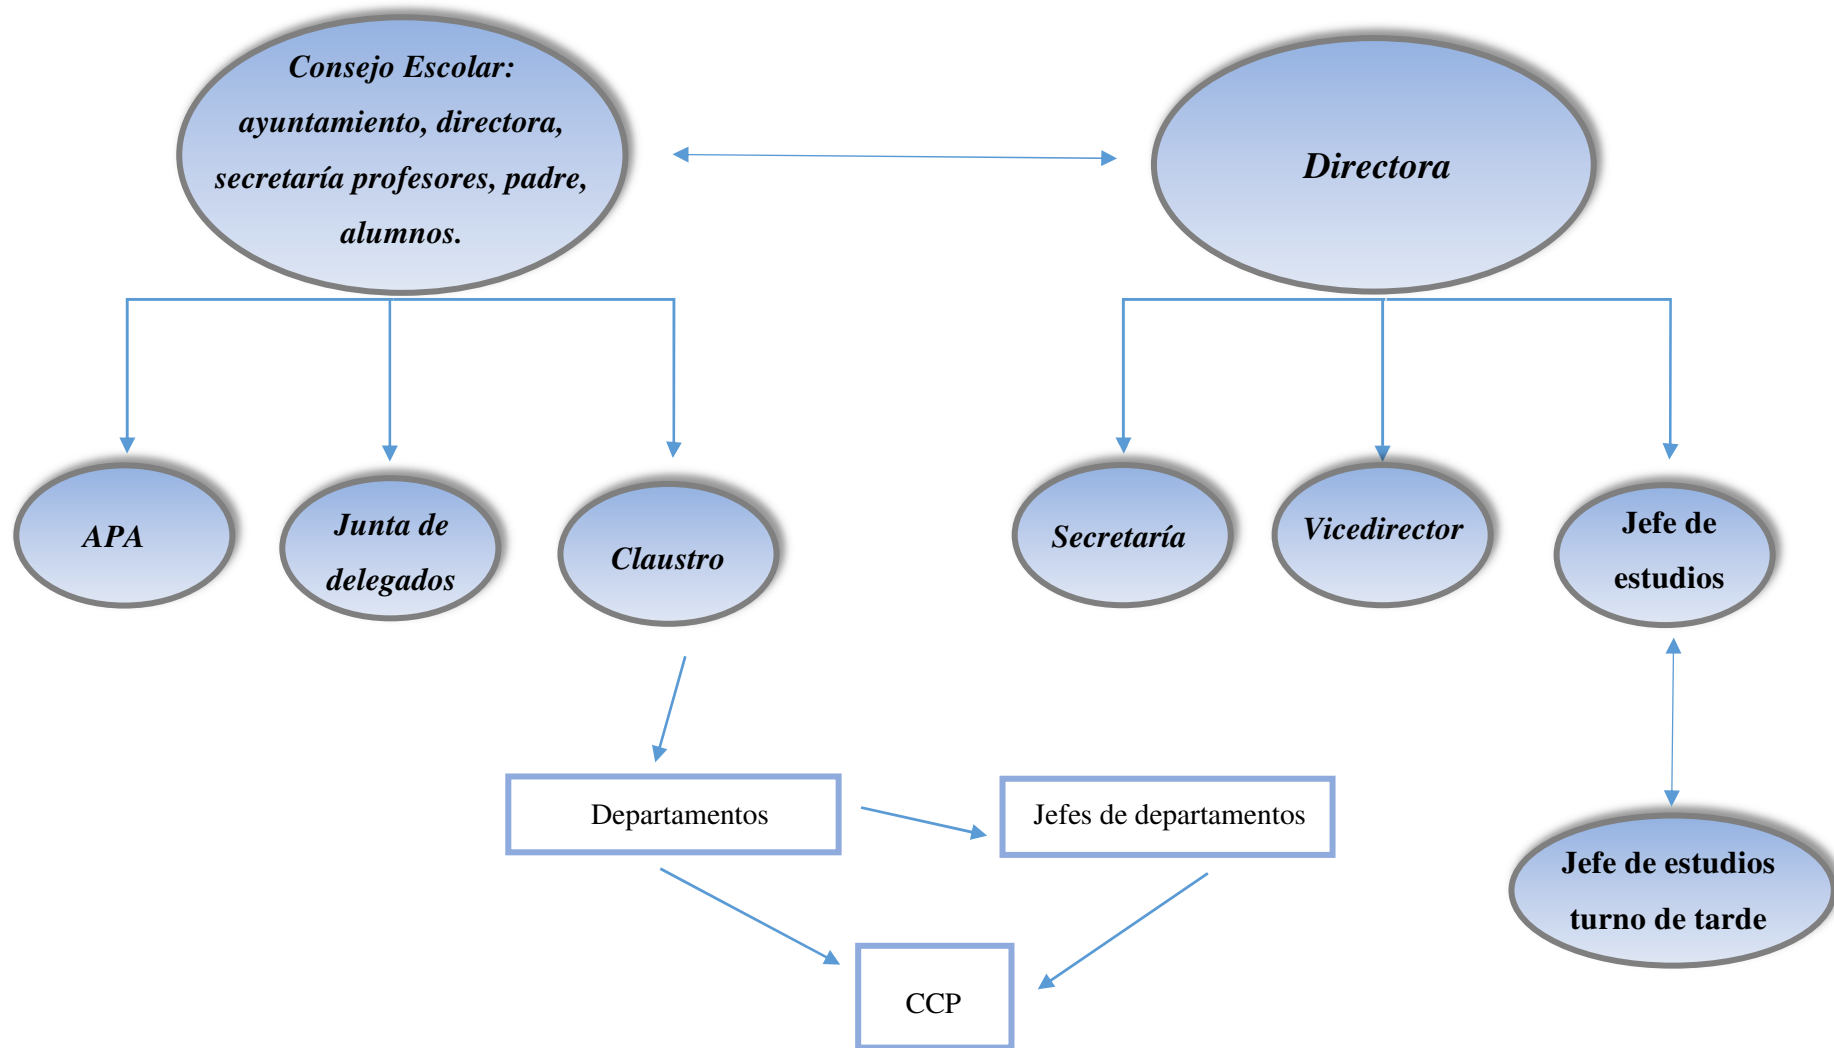 Consejo Escolar:
ayuntamiento, directora,
secretaría profesores, padre,
alumnos.
Directora
APA
Junta de
delegados
Claustro
Secretaría
Vicedirector
Jefe de
estudios
Departamentos
Jefes de departamentos
Jefe de estudios
turno de tarde
CCP